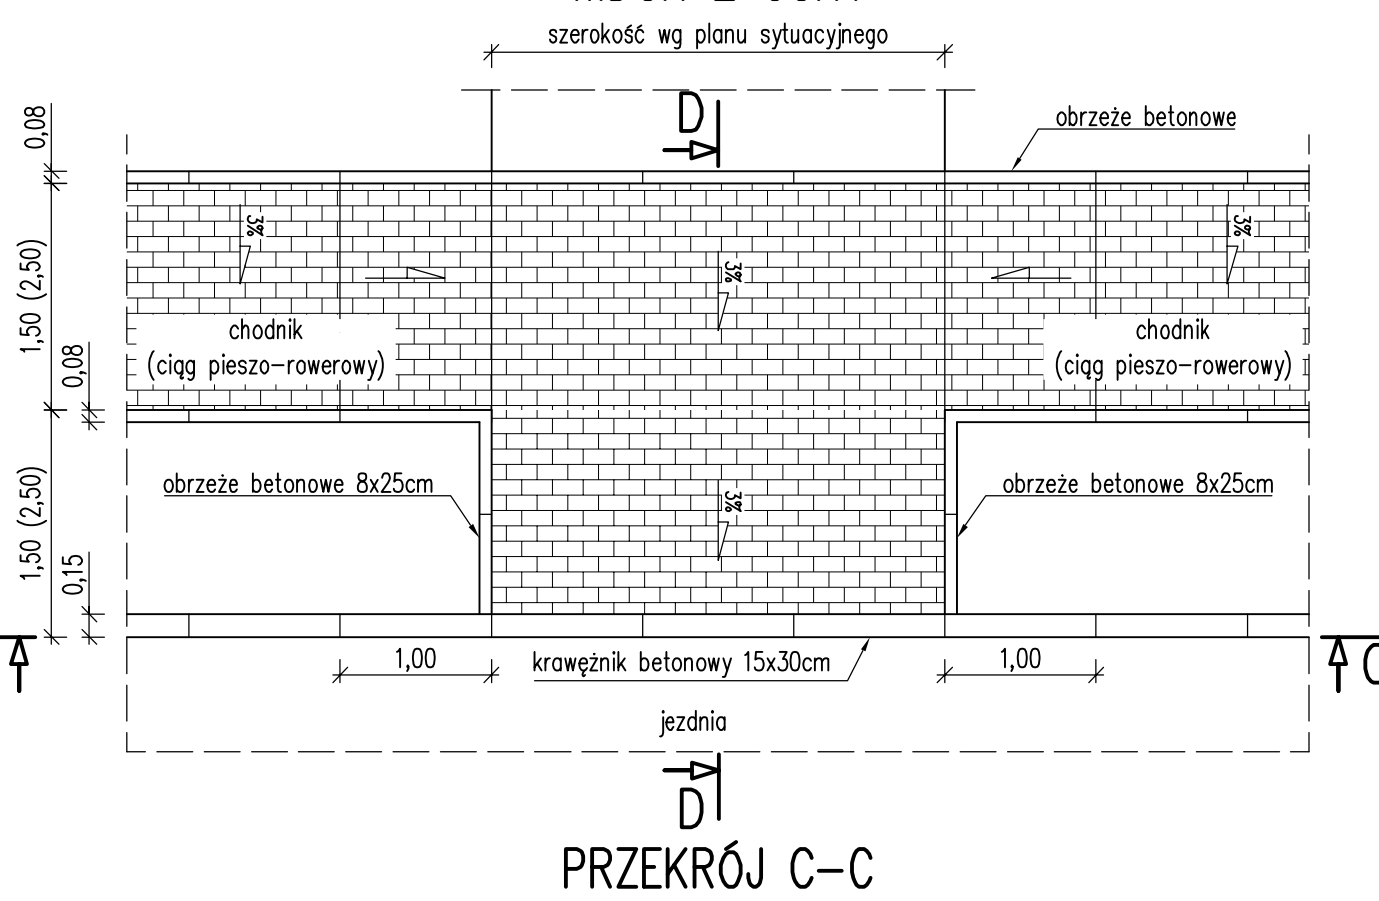 szerokość wg planu sytuacyjnego
D
obrzeże betonowe
0,08
3%
3%
3%
1,50 (2,50)
chodnik
(ciąg pieszo-rowerowy)
chodnik
(ciąg pieszo-rowerowy)
0,08
obrzeże betonowe 8x25cm
obrzeże betonowe 8x25cm
3%
1,50 (2,50)
0,15
1,00
krawężnik betonowy 15x30cm
1,00
C
jezdnia
D
PRZEKRÓJ C-C